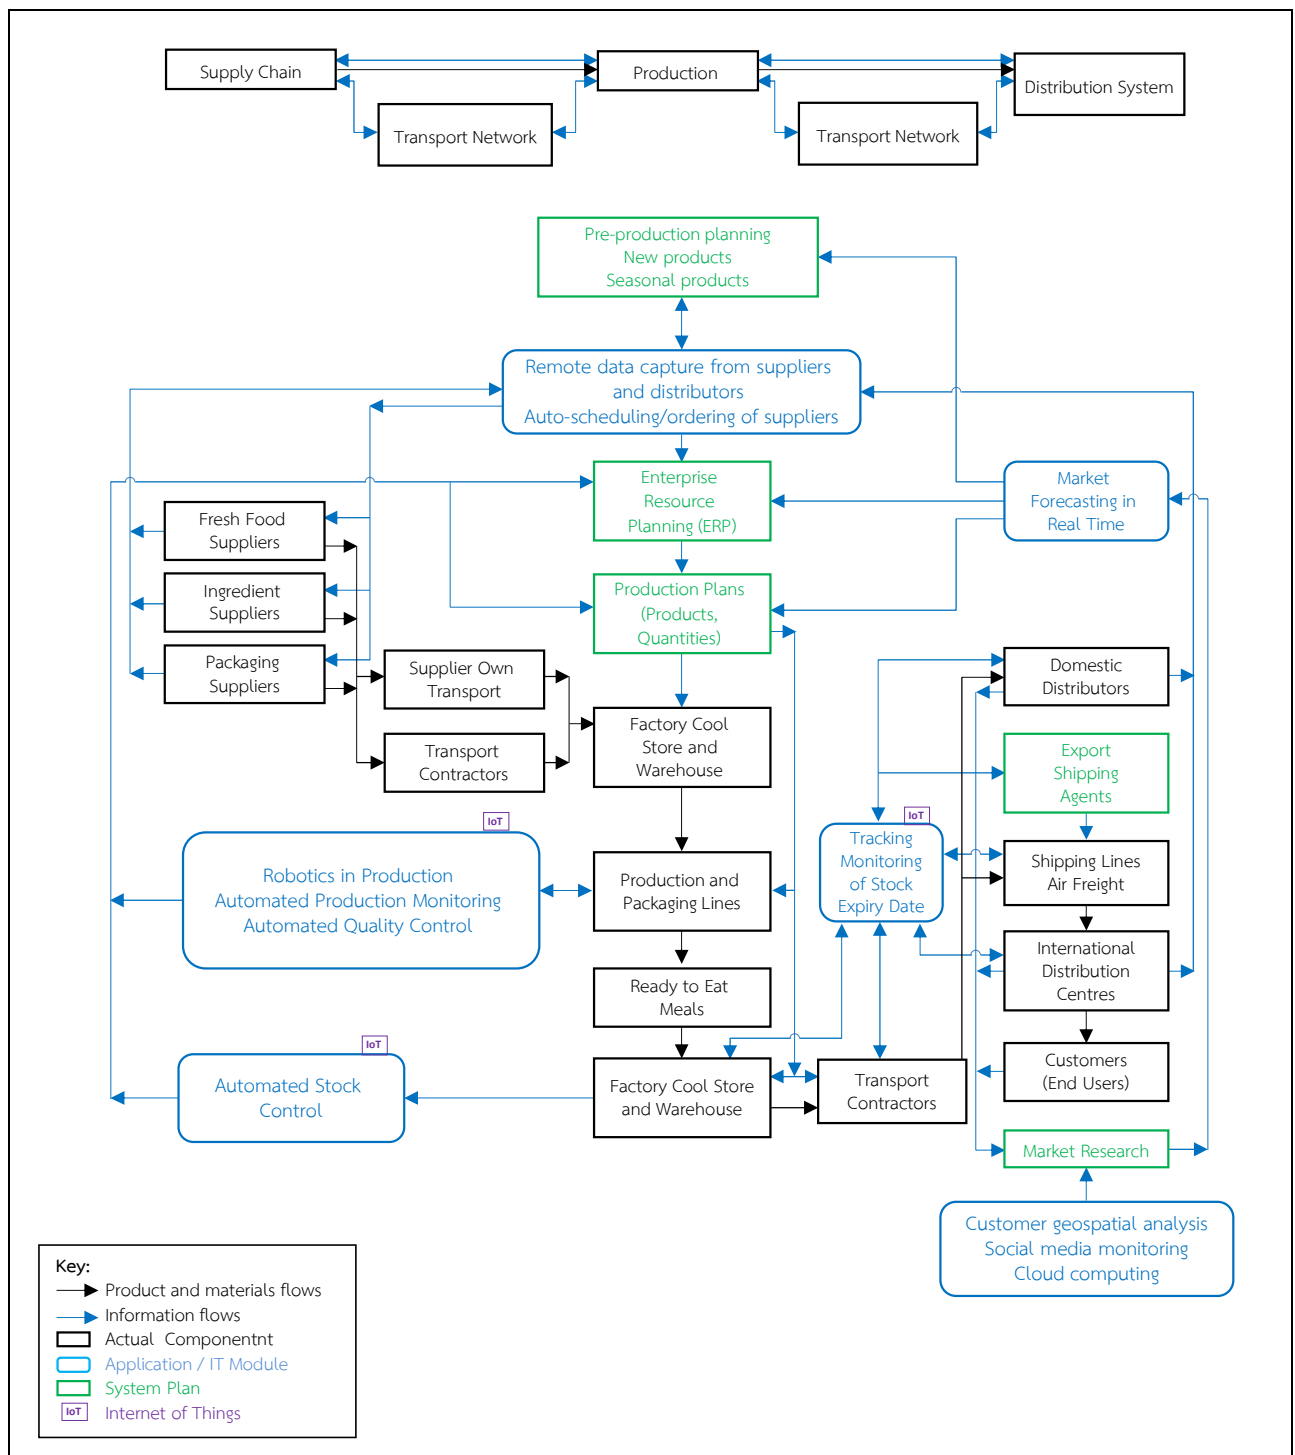 Supply Chain
Production
Distribution System
Transport Network
Transport Network
Pre-production planning
New products
Seasonal products
Remote data capture from suppliers
and distributors
Auto-scheduling/ordering of suppliers
Enterprise
Resource
Planning (ERP)
Market
Forecasting in
Real Time
Fresh Food
Suppliers
Ingredient
Suppliers
Packaging
Suppliers
Production Plans
(Products,
Quantities)
Supplier Own
Transport
Transport
Contractors
Factory Cool
Store and
Warehouse
Domestic
Distributors
Export
Shipping
Agents
IoT
Robotics in Production
Automated Production Monitoring
Automated Quality Control
Production and
Packaging Lines
IoT
Tracking
Monitoring
of Stock
Expiry Date
Shipping Lines
Air Freight
International
Distribution
Centres
Ready to Eat
Meals
IoT
Automated Stock
Control
Factory Cool Store
and Warehouse
Transport
Contractors
Customers
(End Users)
Market Research
Customer geospatial analysis
Social media monitoring
Cloud computing
Key:
Product and materials flows
Information flows
Actual Componentnt
Application / IT Module
System Plan
IoT Internet of Things